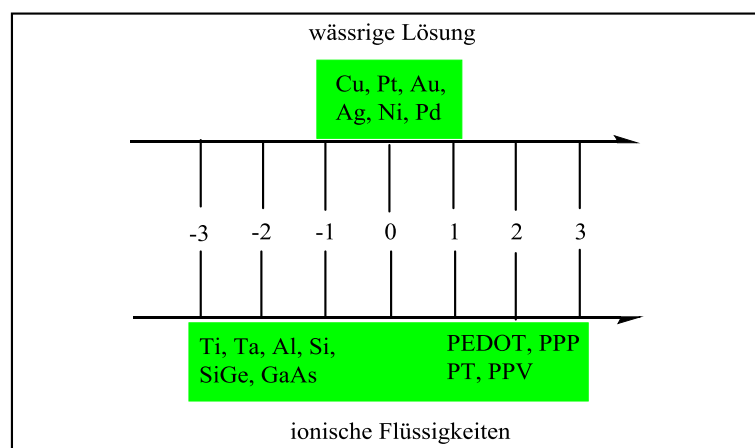 wässrige Lösung
Cu, Pt, Au,
Ag, Ni, Pd
-3 -2 -1 0 1 2 3
Ti, Ta, Al, Si,
SiGe, GaAs
PEDOT, PPP
PT, PPV
ionische Flüssigkeiten